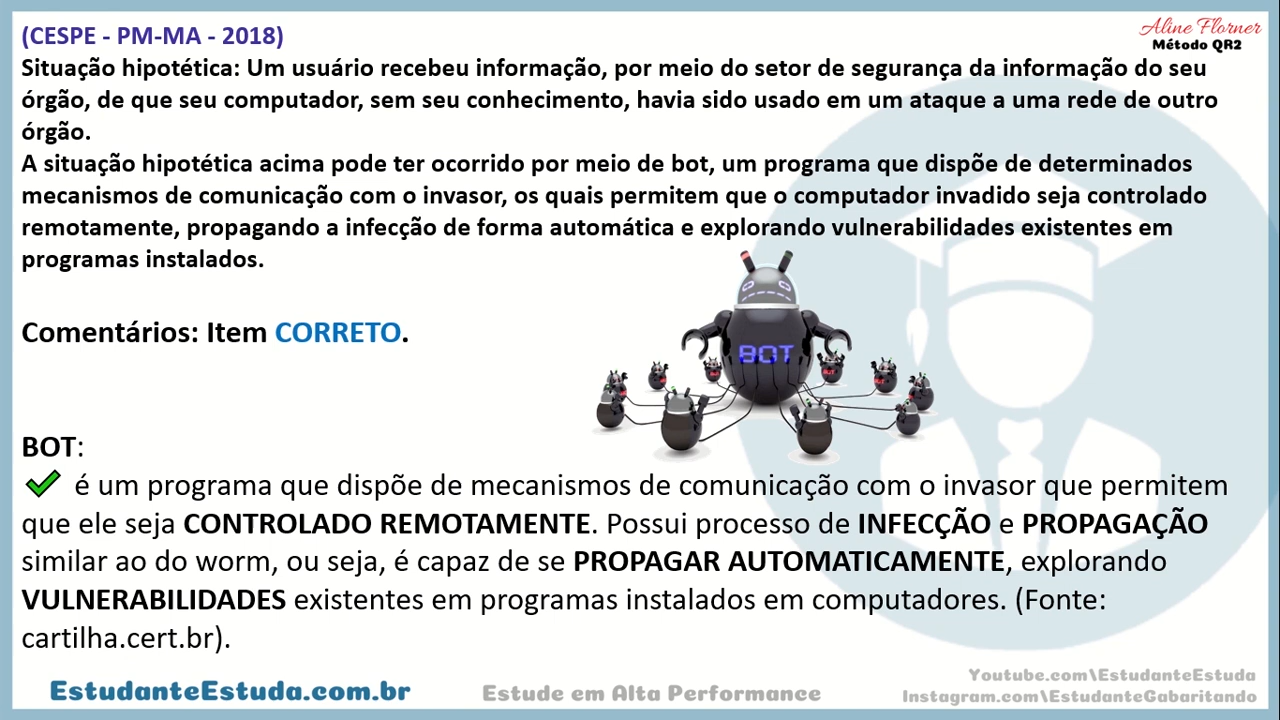 (CESPE - PM-MA - 2018)
Aline Florner
Método QR2
Situação hipotética: Um usuário recebeu informação, por meio do setor de segurança da informação do seu
órgão, de que seu computador, sem seu conhecimento, havia sido usado em um ataque a uma rede de outro
órgão.
A situação hipotética acima pode ter ocorrido por meio de bot, um programa que dispõe de determinados
mecanismos de comunicação com o invasor, os quais permitem que o computador invadido seja controlado
remotamente, propagando a infecção de forma automática e explorando vulnerabilidades existentes em
programas instalados.
Comentários: Item CORRETO.
BOT
BOT:
é um programa que dispõe de mecanismos de comunicação com o invasor que permitem
que ele seja CONTROLADO REMOTAMENTE. Possui processo de INFECÇÃO e PROPAGAÇÃO
similar ao do worm, ou seja, é capaz de se PROPAGAR AUTOMATICAMENTE, explorando
VULNERABILIDADES existentes em programas instalados em computadores. (Fonte:
cartilha.cert.br).
EstudanteEstuda.com.br
Estude em Alta Performance
Youtube.com\EstudanteEstuda
Instagram.com\EstudanteGabaritando